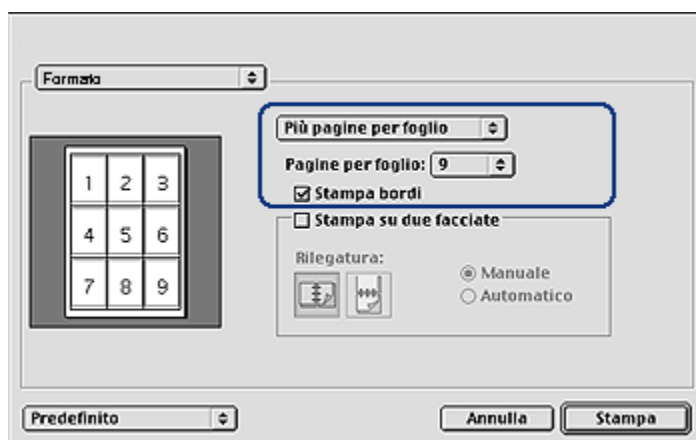 Formato
Più pagine per foglio
Pagine per foglio: 9
Stampa bordi
1 2 3
4 5 6
7 8 9
Stampa su due facciate
Rilegatura:
Manuale
Automatico
Predefinito
Annulla
Stampa